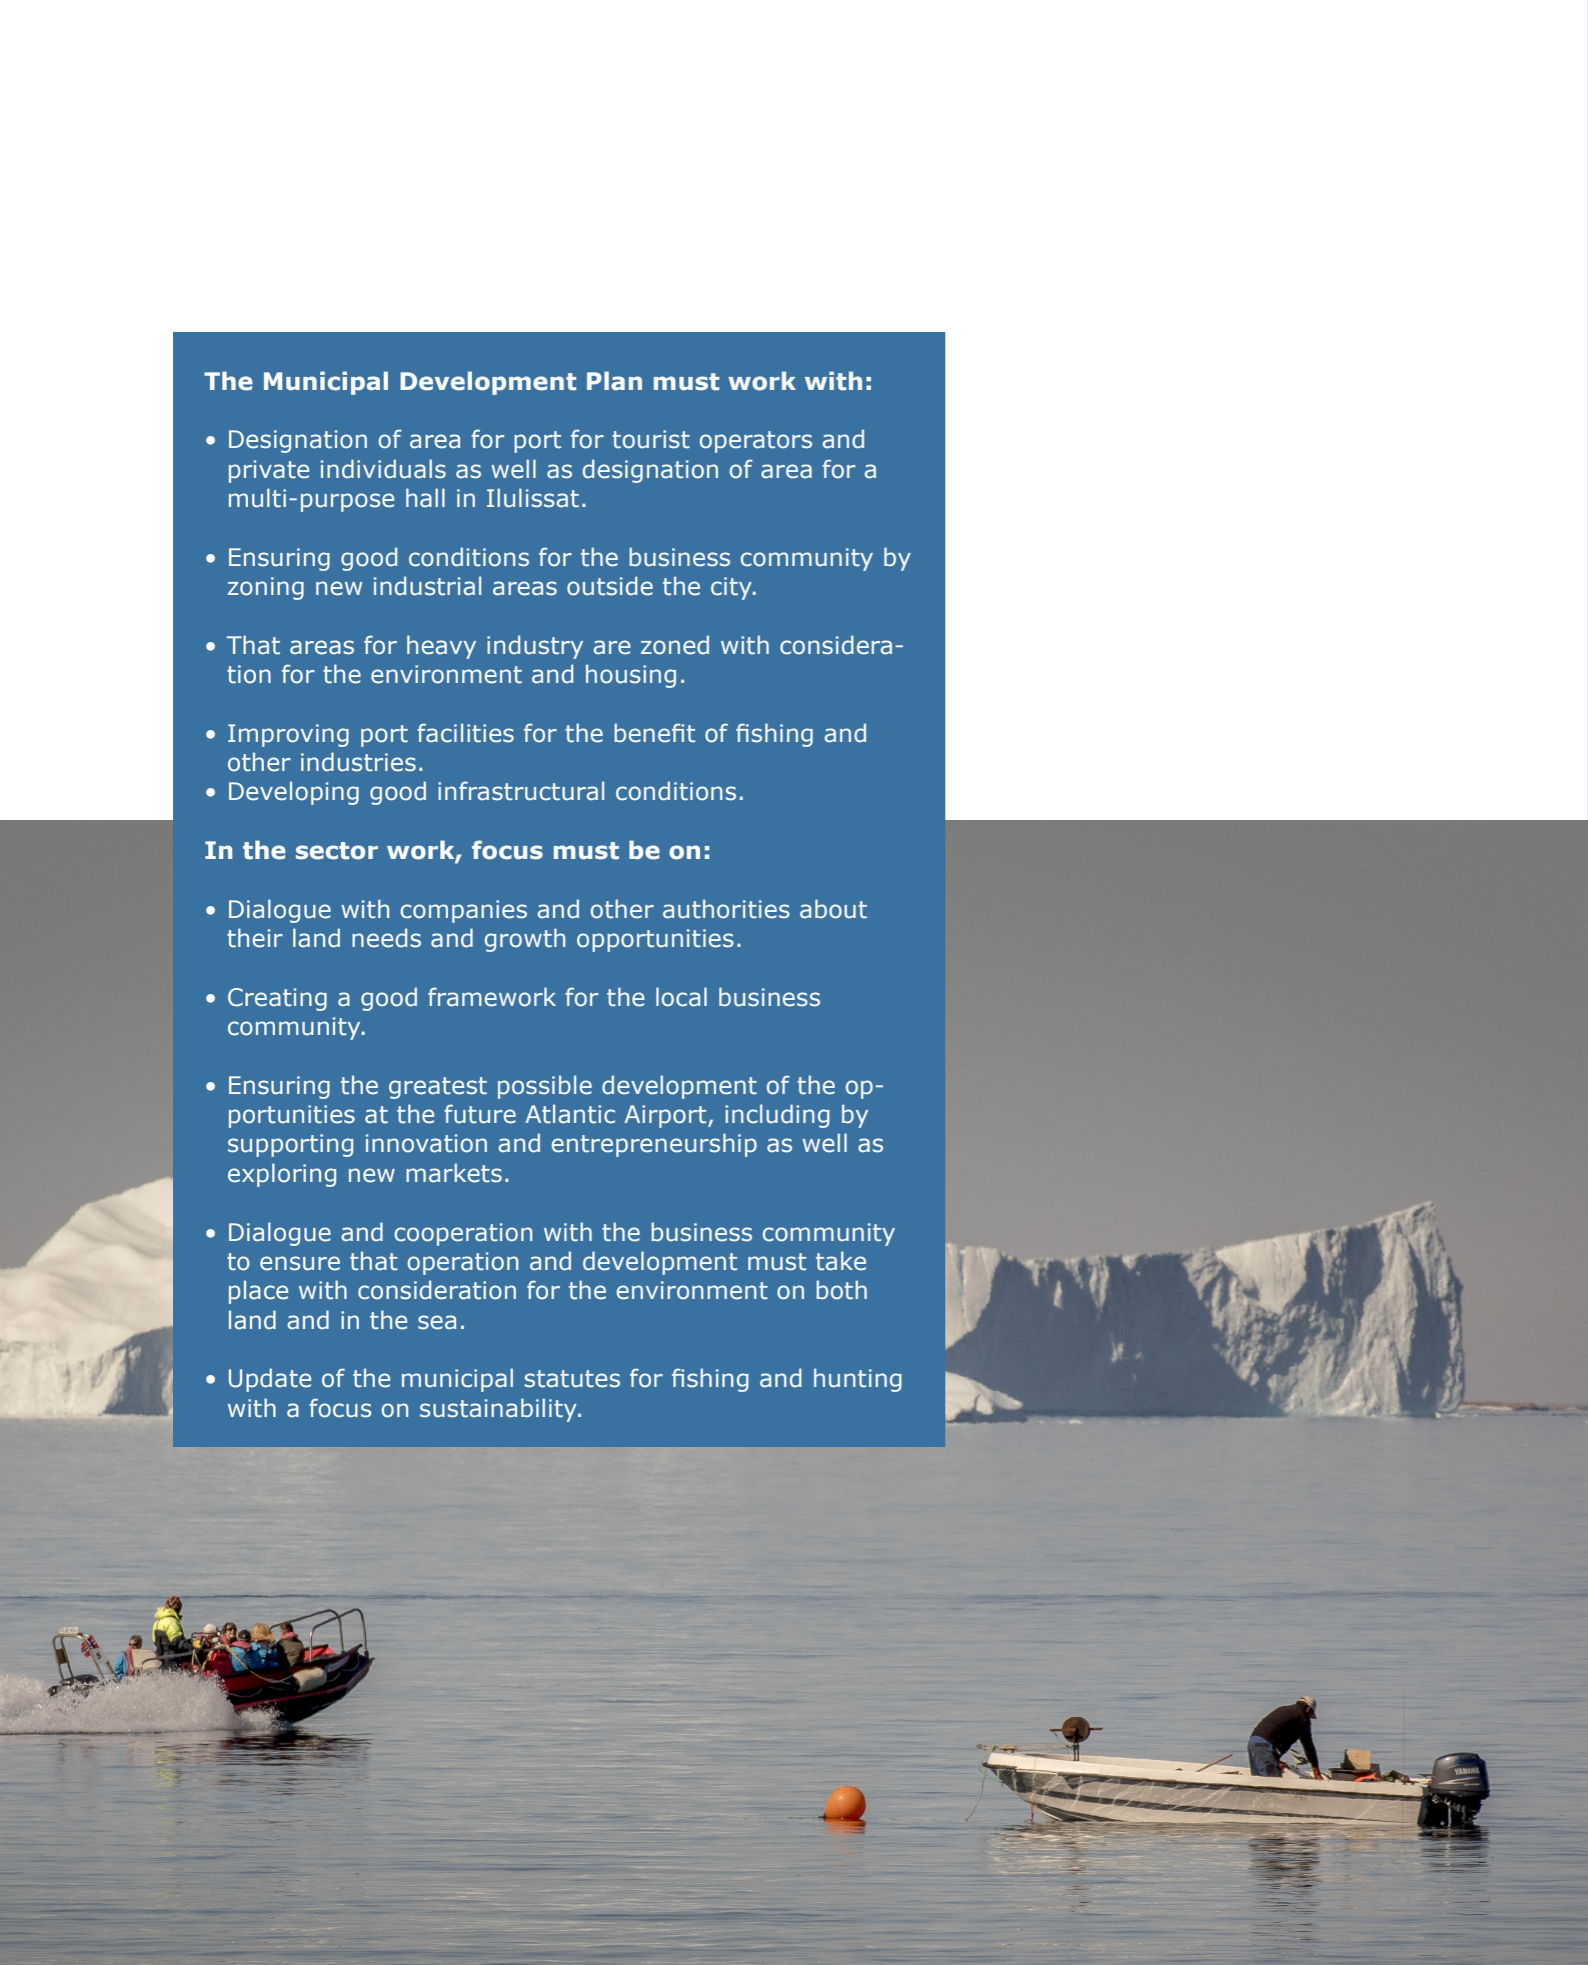 The Municipal Development Plan must work with:
• Designation of area for port for tourist operators and
private individuals as well as designation of area for a
multi-purpose hall in Ilulissat.
• Ensuring good conditions for the business community by
zoning new industrial areas outside the city.
• That areas for heavy industry are zoned with considera-
tion for the environment and housing.
• Improving port facilities for the benefit of fishing and
other industries.
• Developing good infrastructural conditions.
In the sector work, focus must be on:
• Dialogue with companies and other authorities about
their land needs and growth opportunities.
• Creating a good framework for the local business
community.
• Ensuring the greatest possible development of the op-
portunities at the future Atlantic Airport, including by
supporting innovation and entrepreneurship as well as
exploring new markets.
• Dialogue and cooperation with the business community
to ensure that operation and development must take
place with consideration for the environment on both
land and in the sea.
• Update of the municipal statutes for fishing and hunting
with a focus on sustainability.
5
YAMAHA